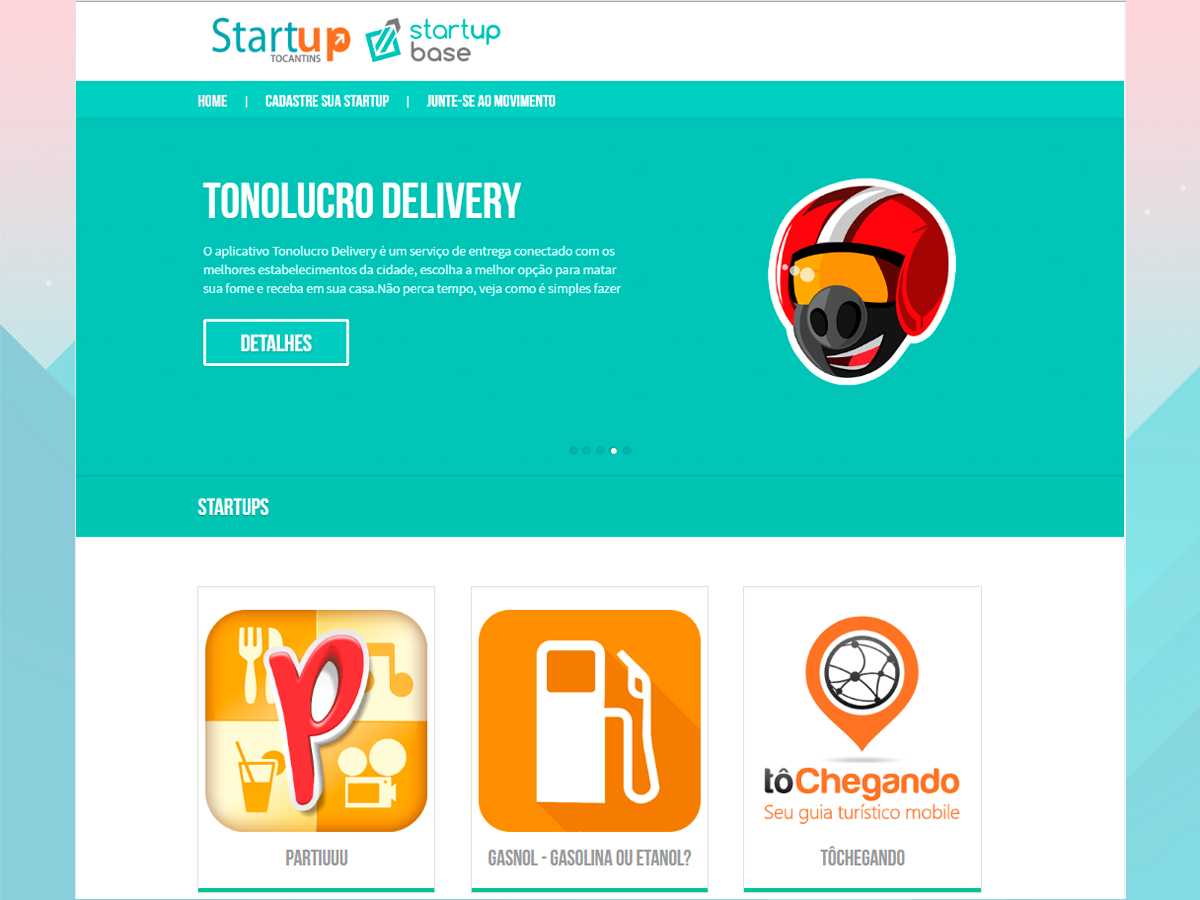 Startup
TOCANTINS
startup
base
HOME | CADASTRE SUA STARTUP | JUNTE-SE AO MOVIMENTO
TONOLUCRO DELIVERY
O aplicativo Tonolucro Delivery é um serviço de entrega conectado com os
melhores estabelecimentos da cidade, escolha a melhor opção para matar
sua fome e receba em sua casa.Não perca tempo, veja como é simples fazer
DETALHES
STARTUPS
p
tôChegando
Seu guia turístico mobile
PARTIUUU
GASNOL - GASOLINA OU ETANOL?
TÔCHEGANDO